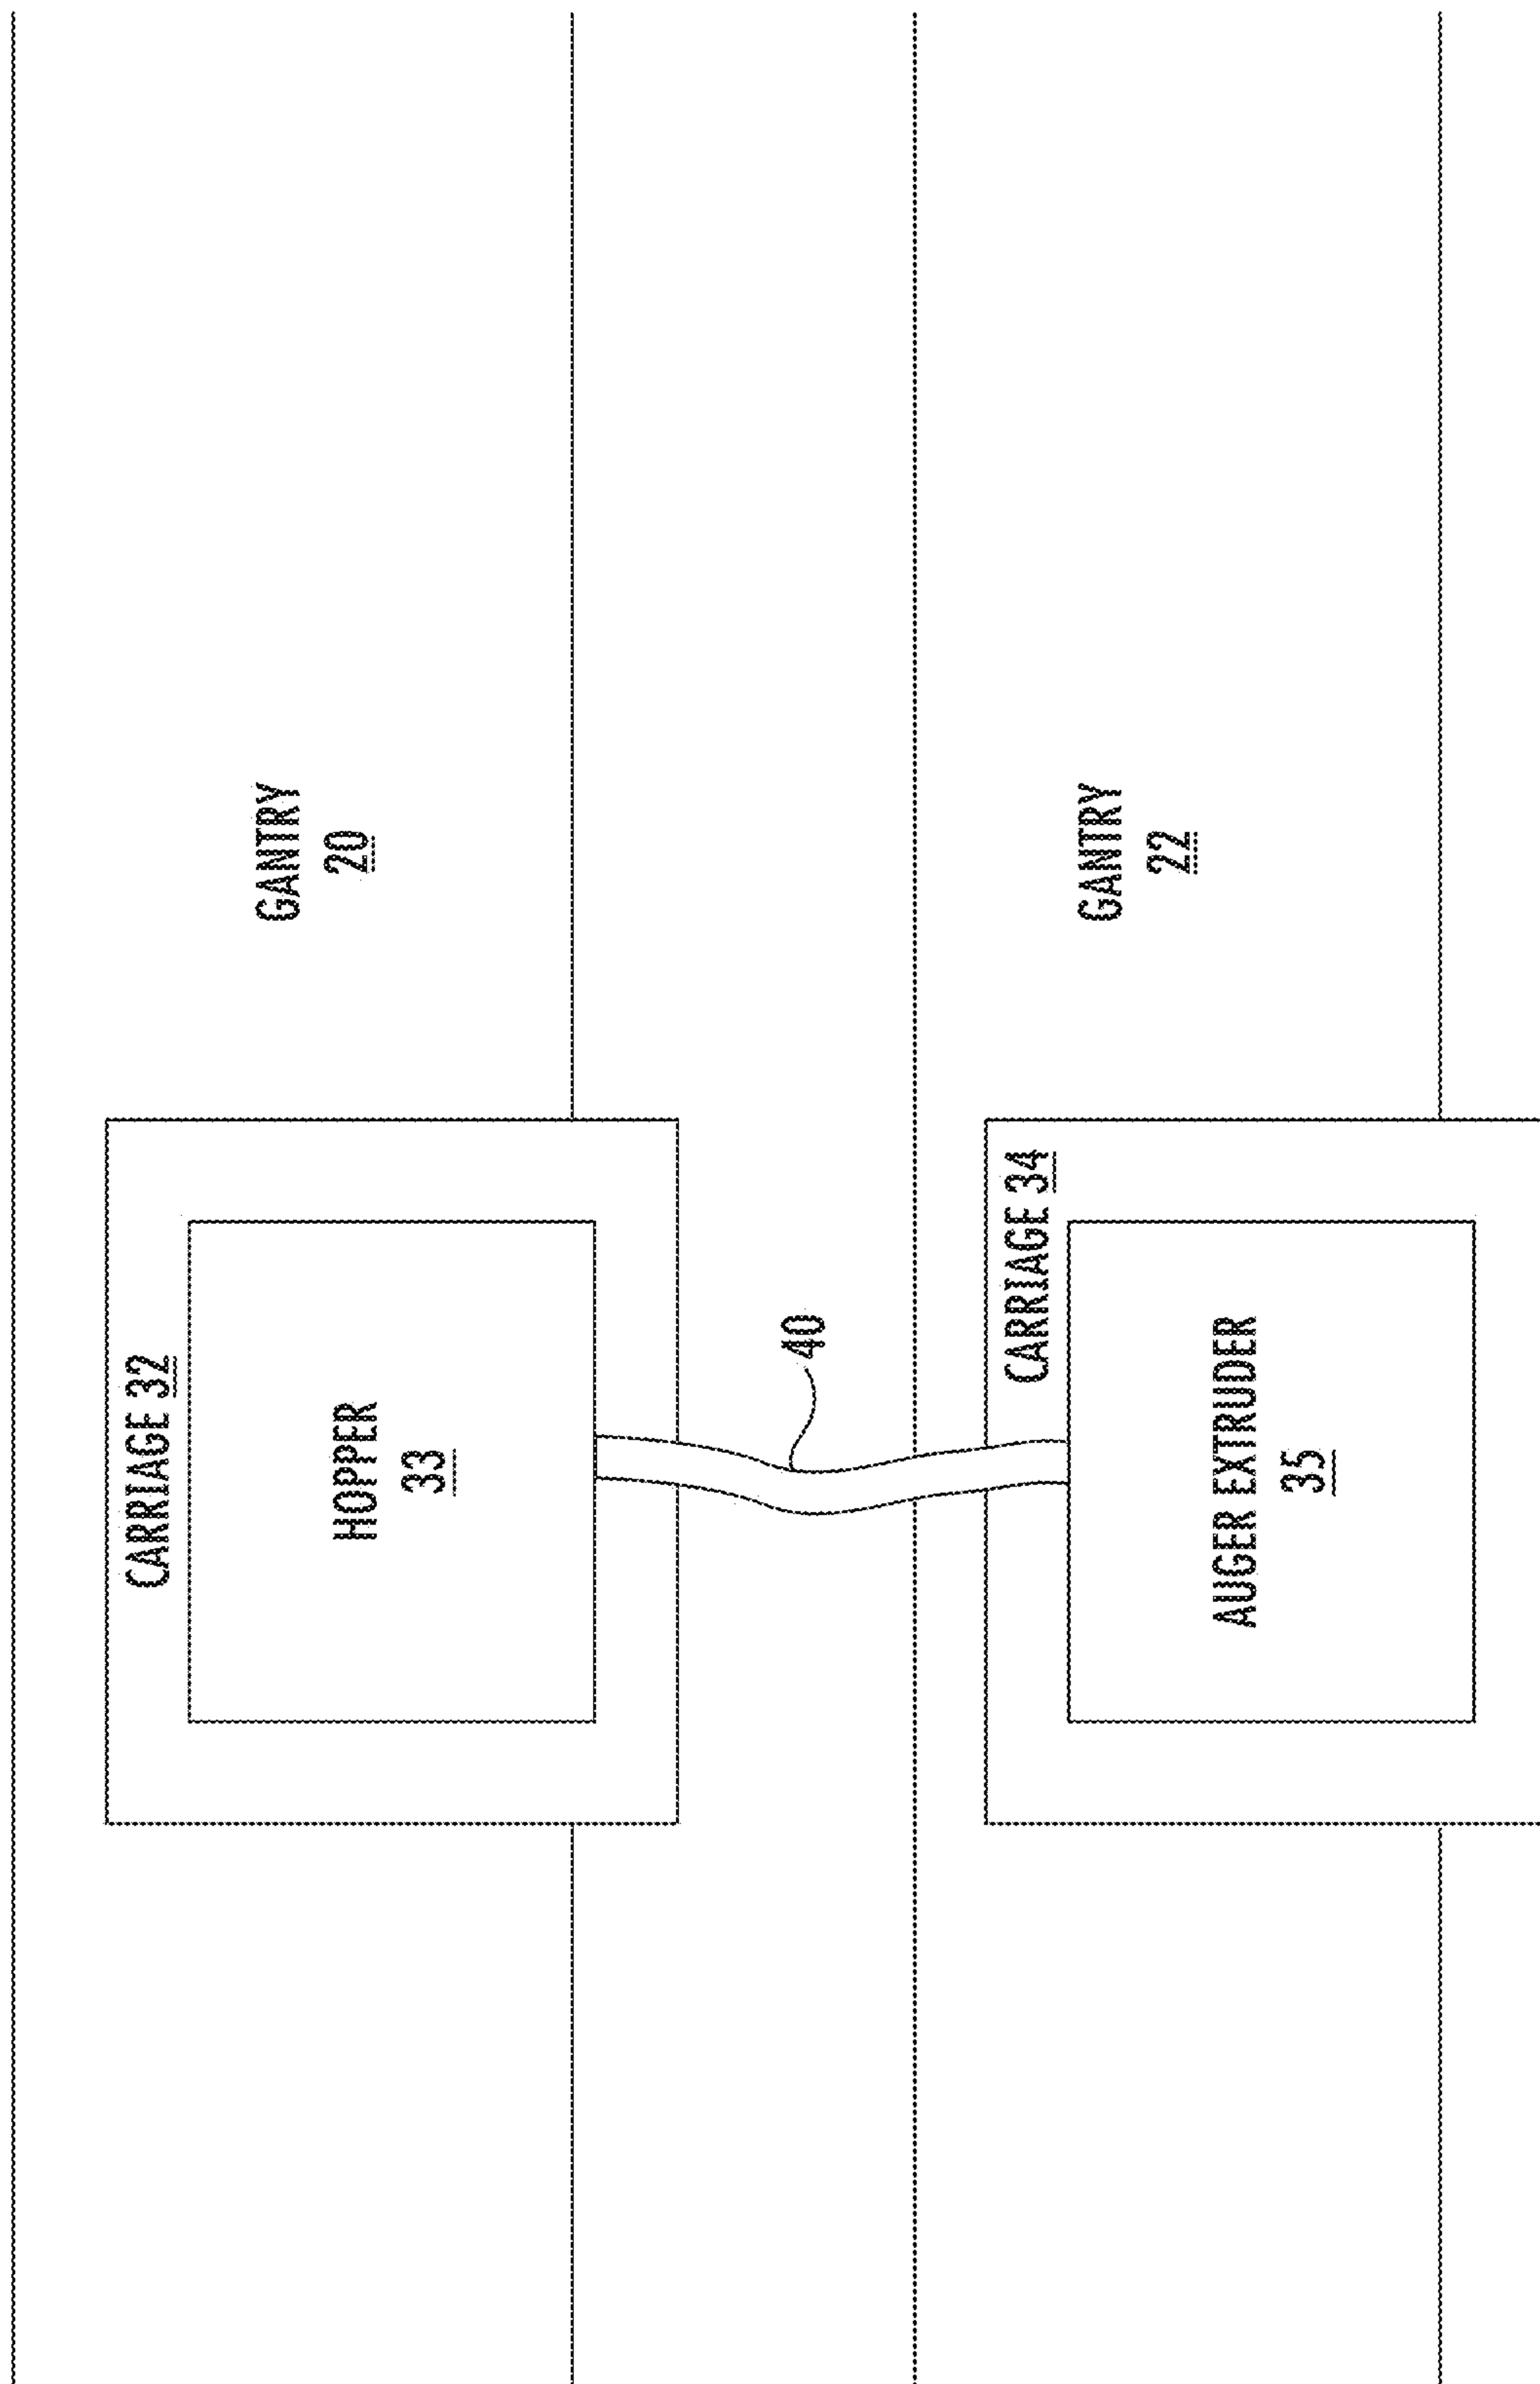 CARRIAGE 32
HOPPER
33
GANTRY
20
40
CARRIAGE 34
AUGER EXTRUDER
35
GANTRY
22